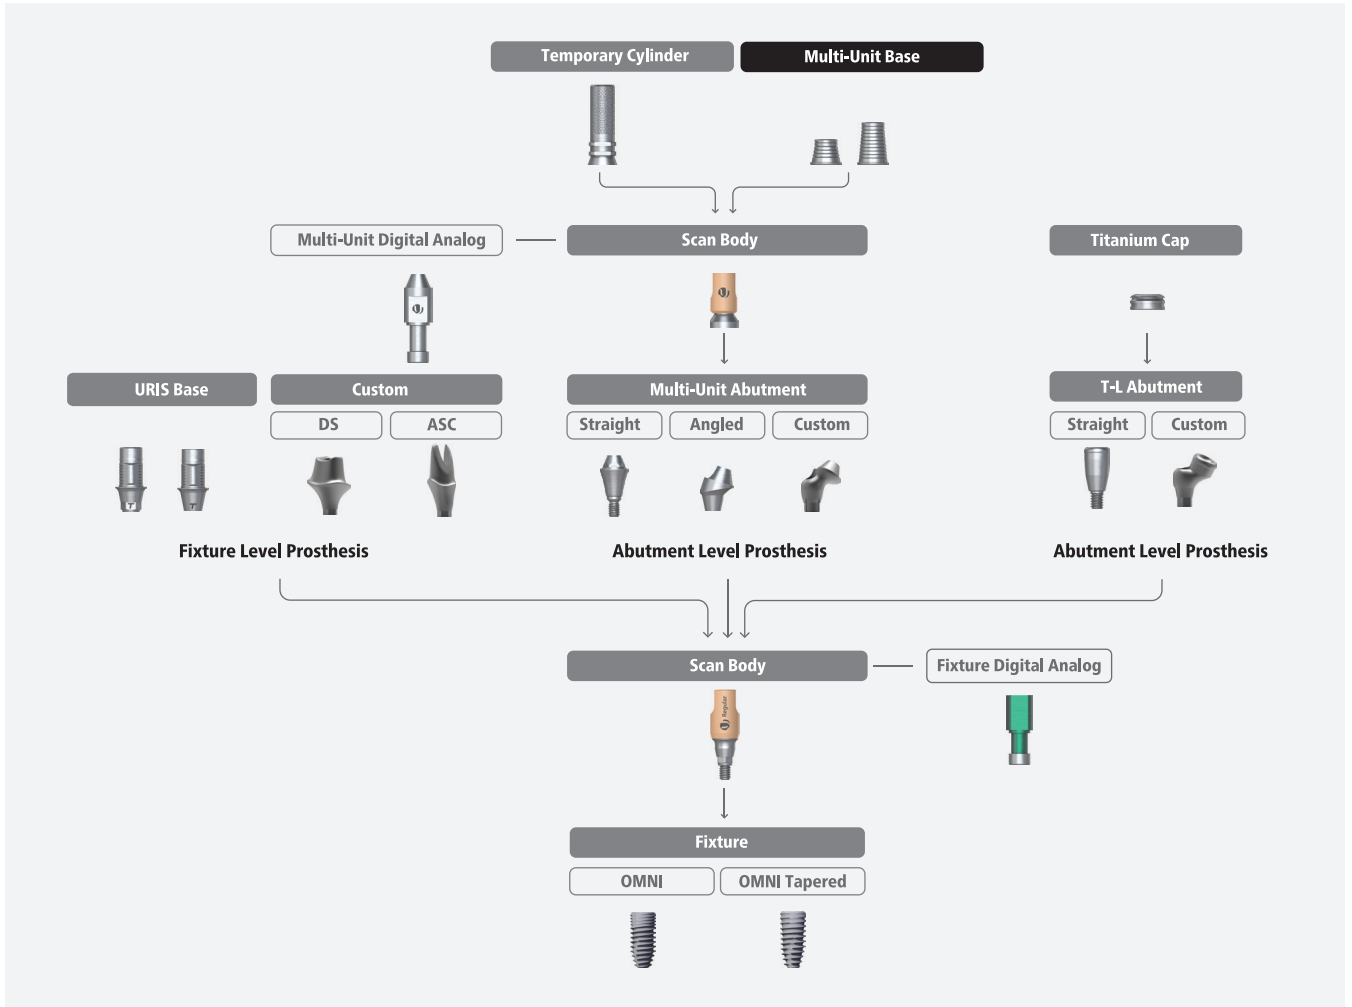 Temporary Cylinder
Multi-Unit Base
Multi-Unit Digital Analog
Scan Body
Titanium Cap
URIS Base
Custom
Multi-Unit Abutment
T-L Abutment
DS
ASC
Straight
Angled
Custom
Straight
Custom
T
T
Fixture Level Prosthesis
Abutment Level Prosthesis
Abutment Level Prosthesis
Scan Body
Fixture Digital Analog
Regular
Fixture
OMNI
OMNI Tapered